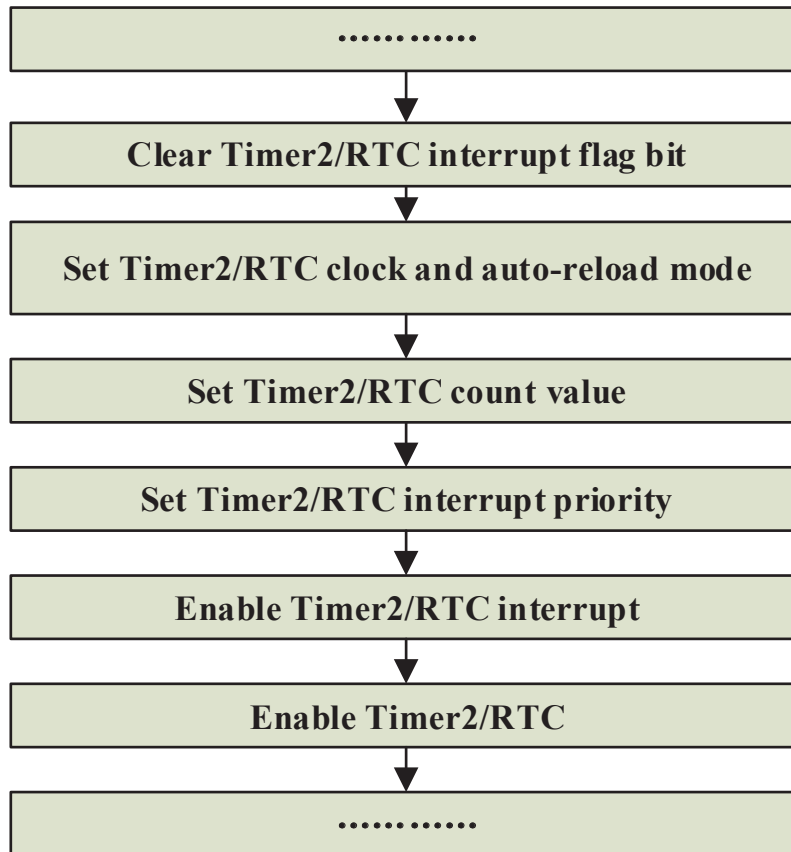 ............
Clear Timer2/RTC interrupt flag bit
Set Timer2/RTC clock and auto-reload mode
Set Timer2/RTC count value
Set Timer2/RTC interrupt priority
Enable Timer2/RTC interrupt
Enable Timer2/RTC
............